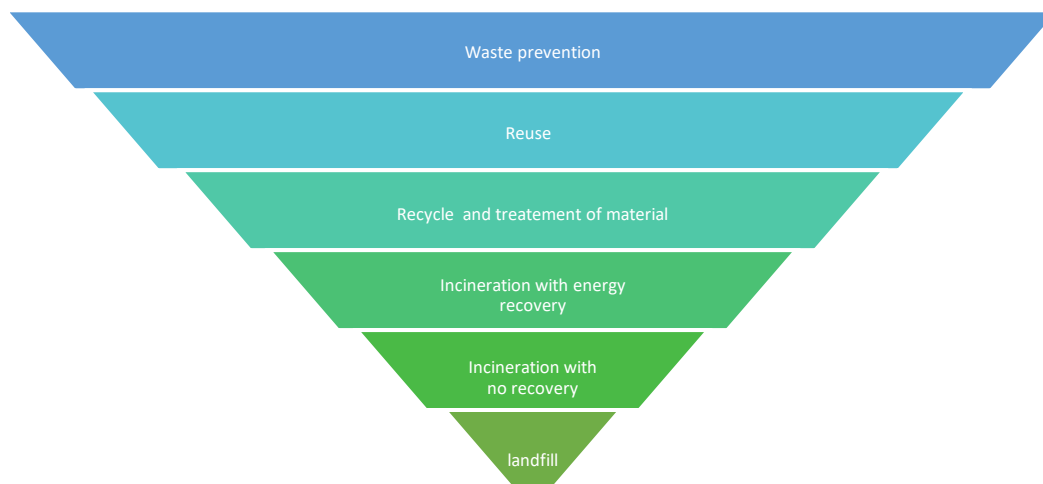 Waste prevention
Reuse
Recycle  and treatement of material
Incineration with energy
recovery
Incineration with
no recovery
landfill